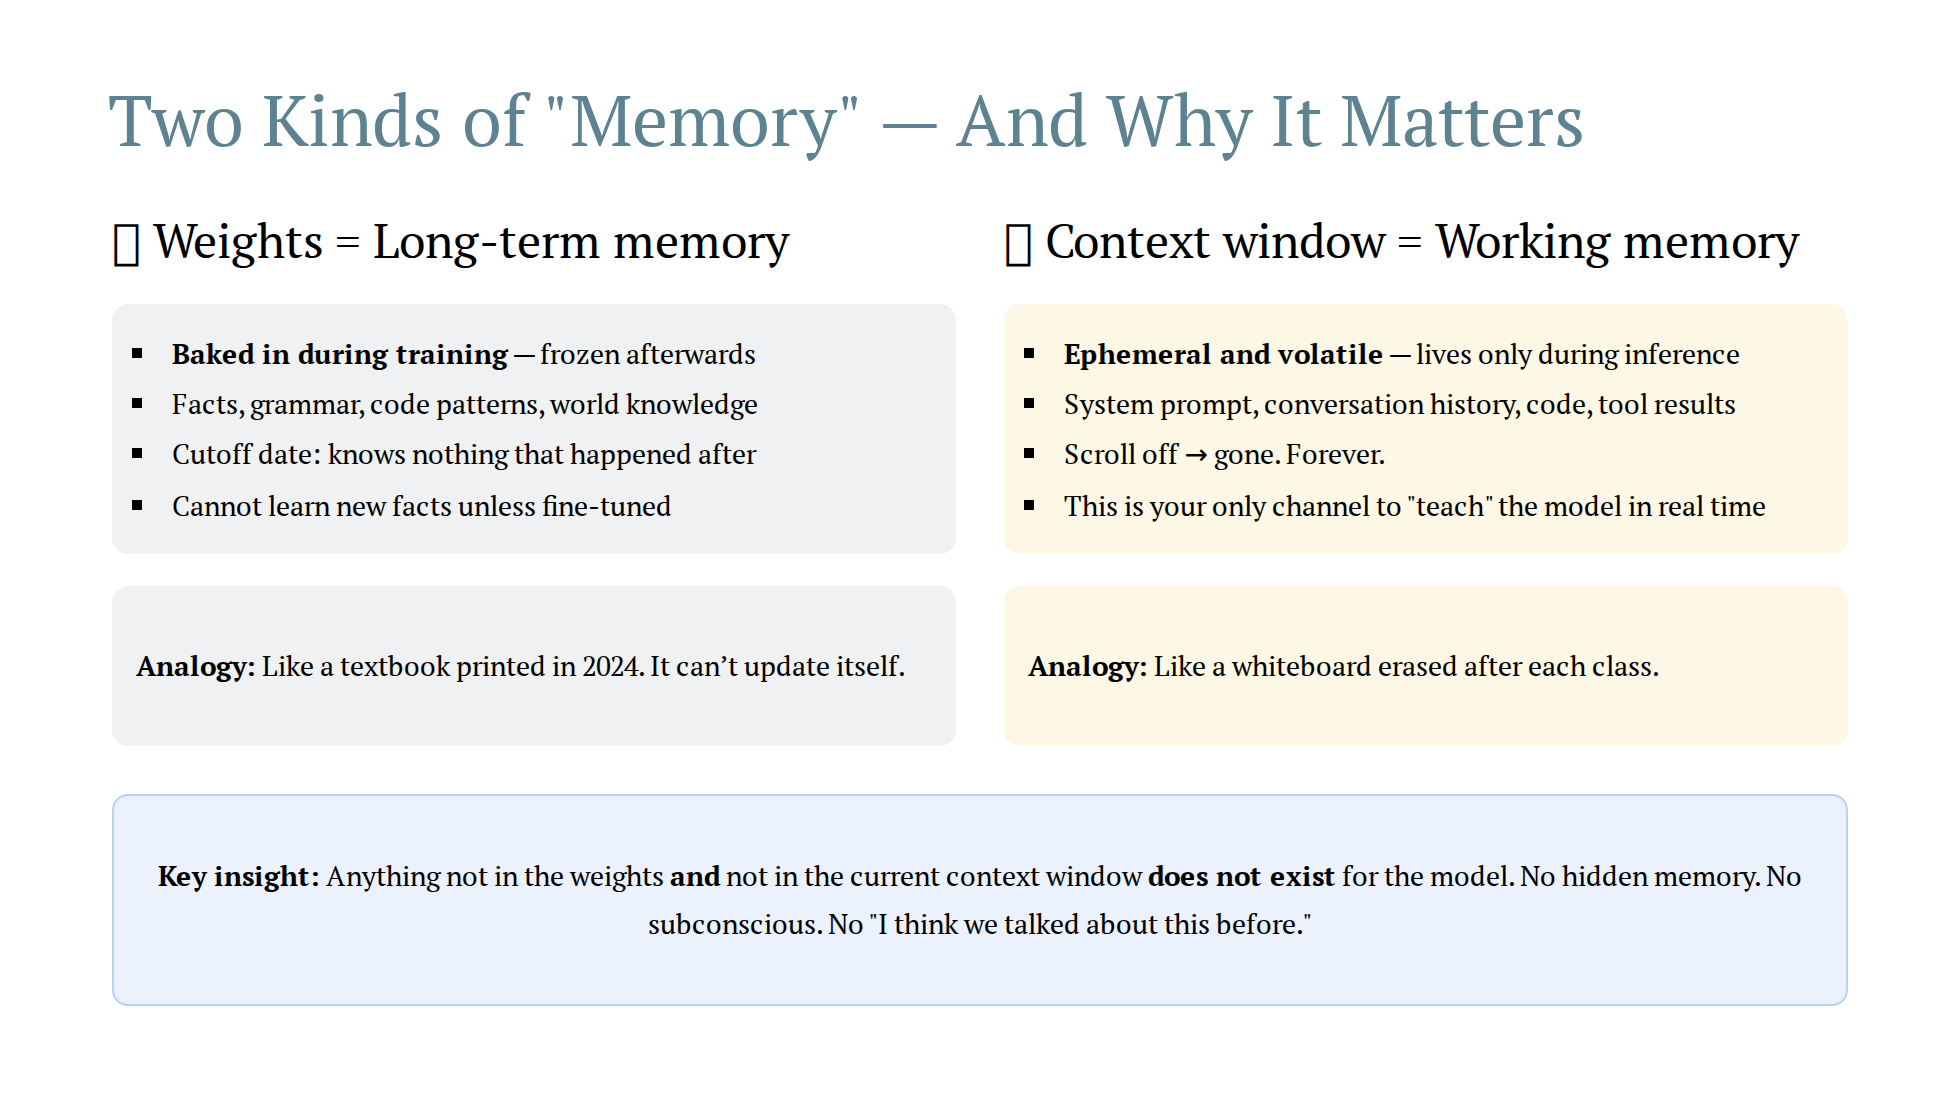 Two Kinds of "Memory" — And Why It Matters
Weights = Long-term memory
Baked in during training — frozen afterwards
Facts, grammar, code patterns, world knowledge
Cutoff date: knows nothing that happened after
Cannot learn new facts unless fine-tuned
Analogy: Like a textbook printed in 2024. It can’t update itself.
Context window = Working memory
Ephemeral and volatile — lives only during inference
System prompt, conversation history, code, tool results
Scroll off → gone. Forever.
This is your only channel to "teach" the model in real time
Analogy: Like a whiteboard erased after each class.
Key insight: Anything not in the weights and not in the current context window does not exist for the model. No hidden memory. No
subconscious. No "I think we talked about this before."